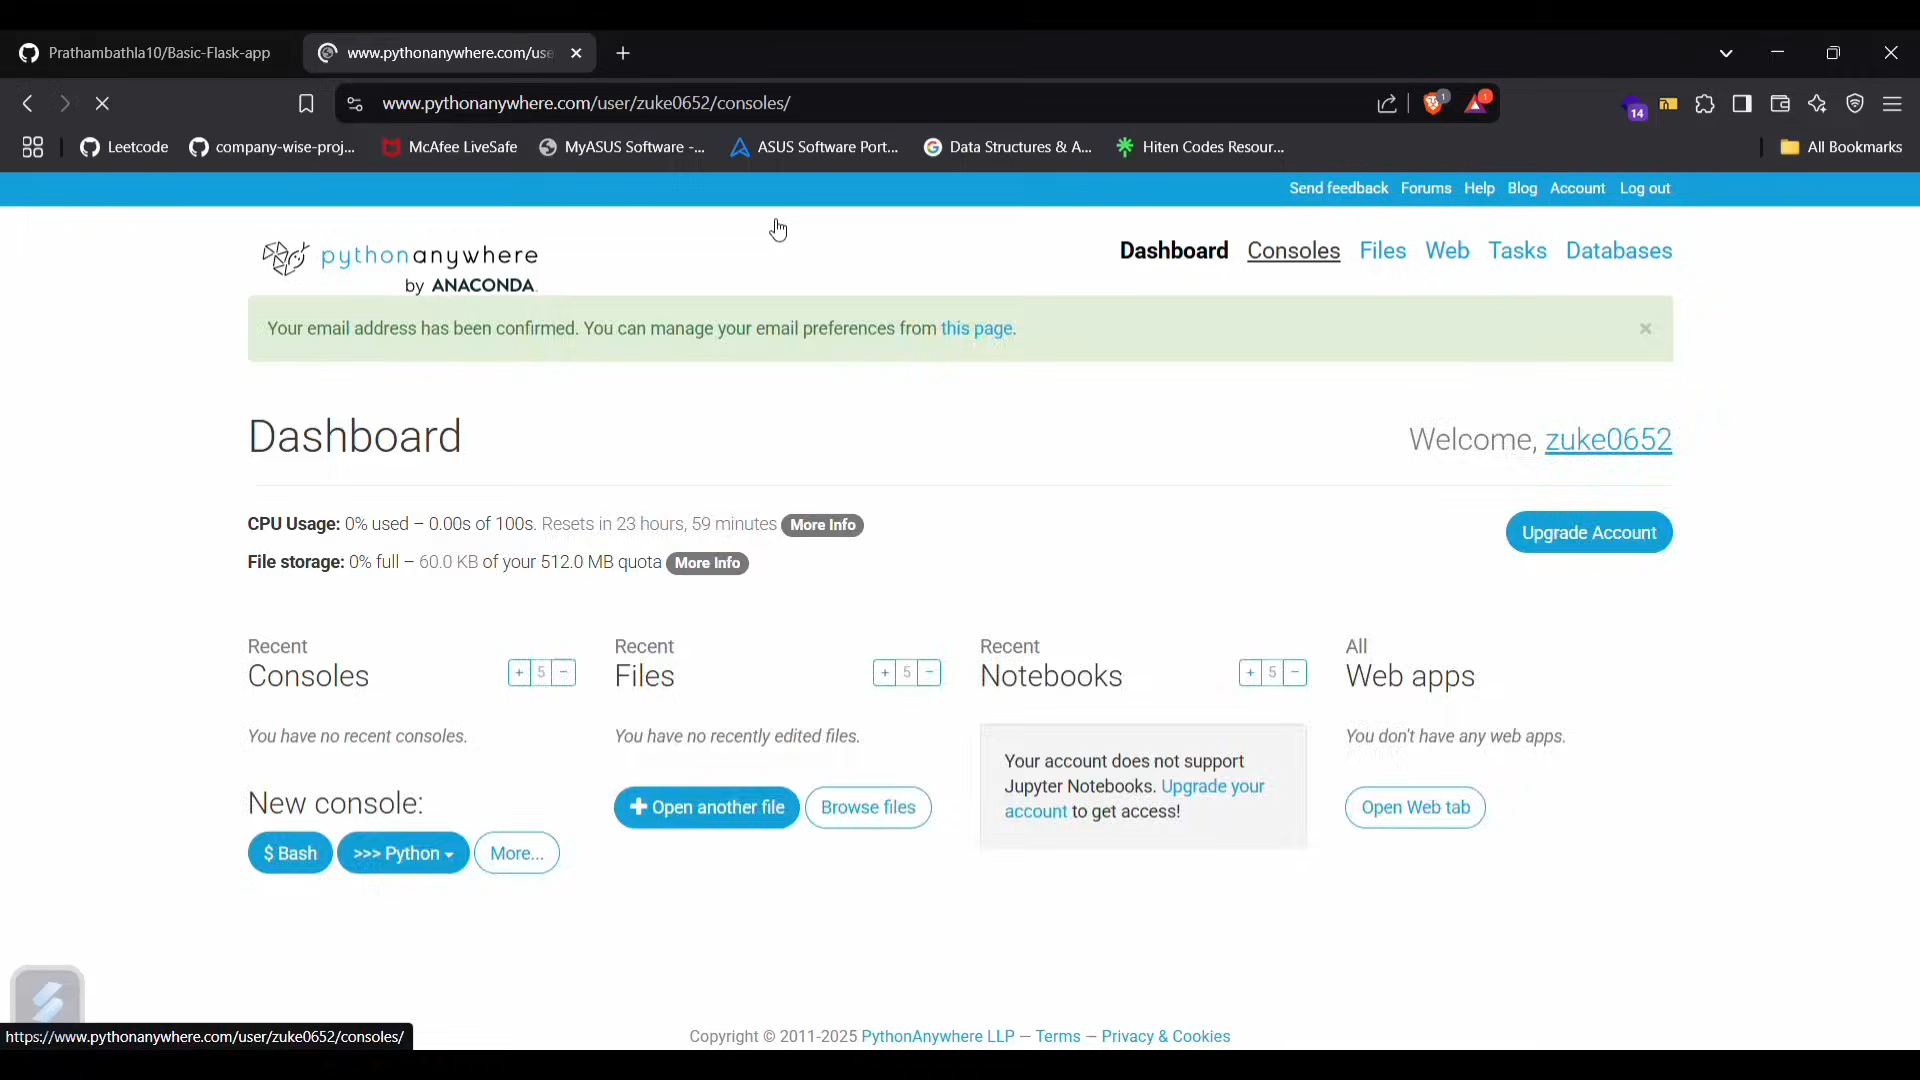 Prathambathla10/Basic-Flask-app
www.pythonanywhere.com/use
www.pythonanywhere.com/user/zuke0652/consoles/
1
1
14
Leetcode
company-wise-proj...
McAfee LiveSafe
MyASUS Software -...
ASUS Software Port...
Data Structures & A...
Hiten Codes Resour...
All Bookmarks
Send feedback Forums Help Blog Account Log out
pythonanywhere
by ANACONDA
Dashboard Consoles Files Web Tasks Databases
Your email address has been confirmed. You can manage your email preferences from this page.
×
Dashboard
Welcome, zuke0652
CPU Usage: 0% used – 0.00s of 100s. Resets in 23 hours, 59 minutes More Info
Upgrade Account
File storage: 0% full – 60.0 KB of your 512.0 MB quota More Info
Recent
Consoles
+ 5 −
You have no recent consoles.
New console:
$ Bash
>>> Python
More...
Recent
Files
+ 5 −
You have no recently edited files.
+ Open another file
Browse files
Recent
Notebooks
+ 5 −
Your account does not support
Jupyter Notebooks. Upgrade your
account to get access!
All
Web apps
You don't have any web apps.
Open Web tab
https://www.pythonanywhere.com/user/zuke0652/consoles/
Copyright © 2011-2025 PythonAnywhere LLP — Terms — Privacy & Cookies